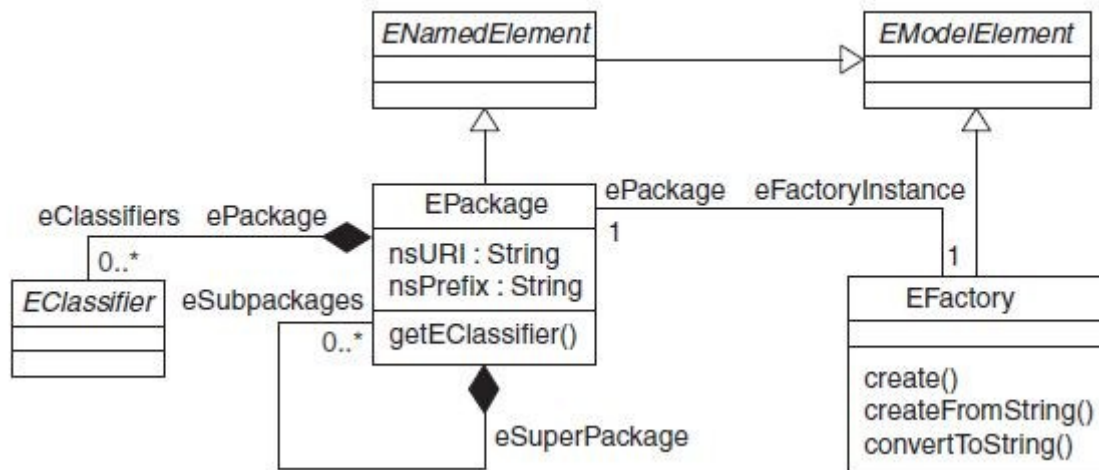 ENamedElement
EModelElement
EPackage
ePackage
eFactoryInstance
eClassifiers
ePackage
1
nsURI : String
nsPrefix : String
0..*
1
EClassifier
eSubpackages
EFactory
0..*
getEClassifier()
create()
createFromString()
convertToString()
eSuperPackage